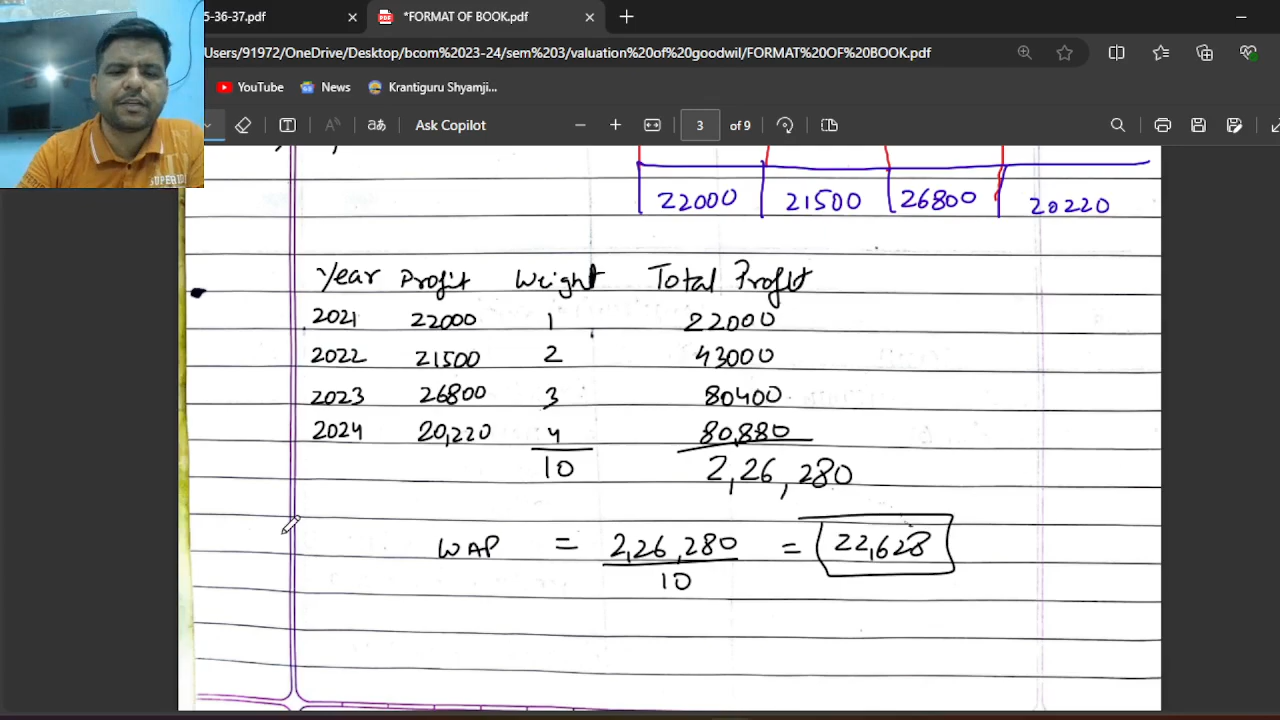 5-36-37.pdf
*FORMAT OF BOOK.pdf
Users/91972/OneDrive/Desktop/bcom%2023-24/sem%203/valuation%20of%20goodwil/FORMAT%20OF%20BOOK.pdf
YouTube News Krantiguru Shyamji...
Ask Copilot 3 of 9
SUPERIO
22000 21500 26800 20220
Year Profit Weight Total Profit
2021 22000 1 22000
2022 21500 2 43000
2023 26800 3 80400
2024 20,220 4 80,880
10 2,26,280
WAP = 2,26,280 = 22,628
10